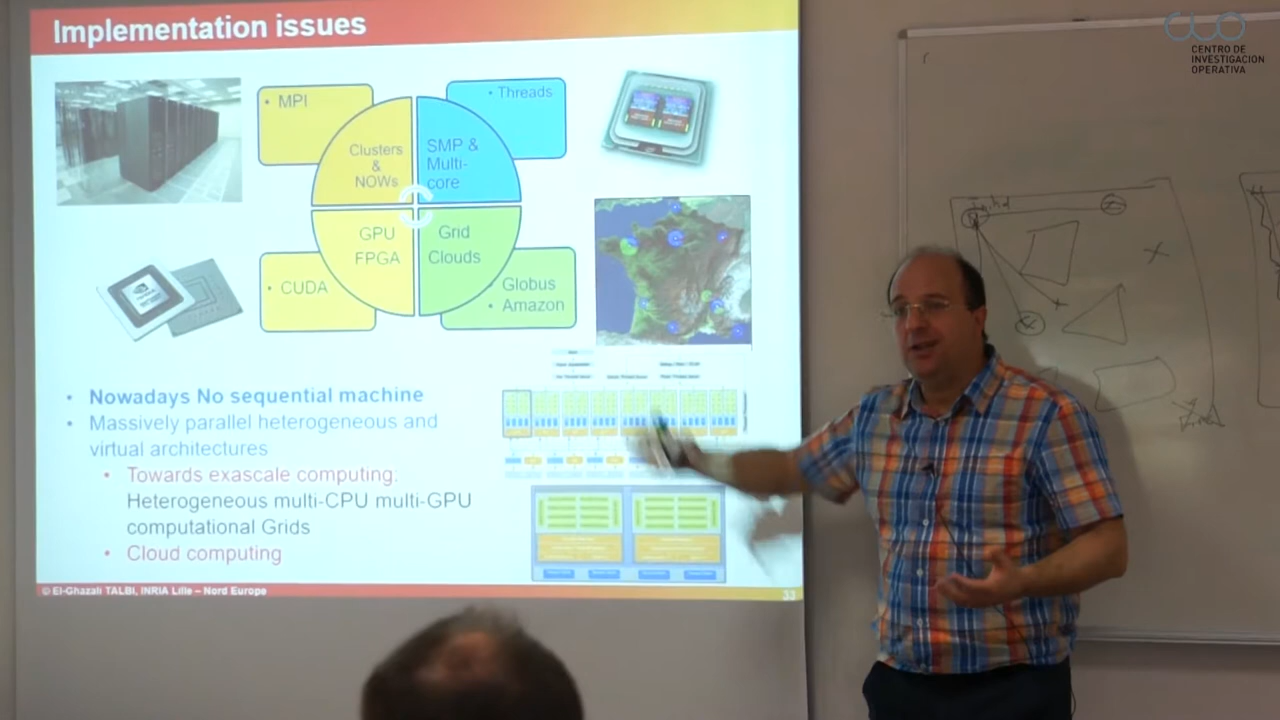 Implementation issues
CENTRO DE
INVESTIGACION
OPERATIVA
• MPI
• Threads
Clusters
&
NOWs
SMP &
Multi-
core
GPU
FPGA
Grid
Clouds
• CUDA
Globus
• Amazon
• Nowadays No sequential machine
• Massively parallel heterogeneous and
virtual architectures
• Towards exascale computing:
Heterogeneous multi-CPU multi-GPU
computational Grids
• Cloud computing
© El-Ghazali TALBI, INRIA Lille – Nord Europe
33